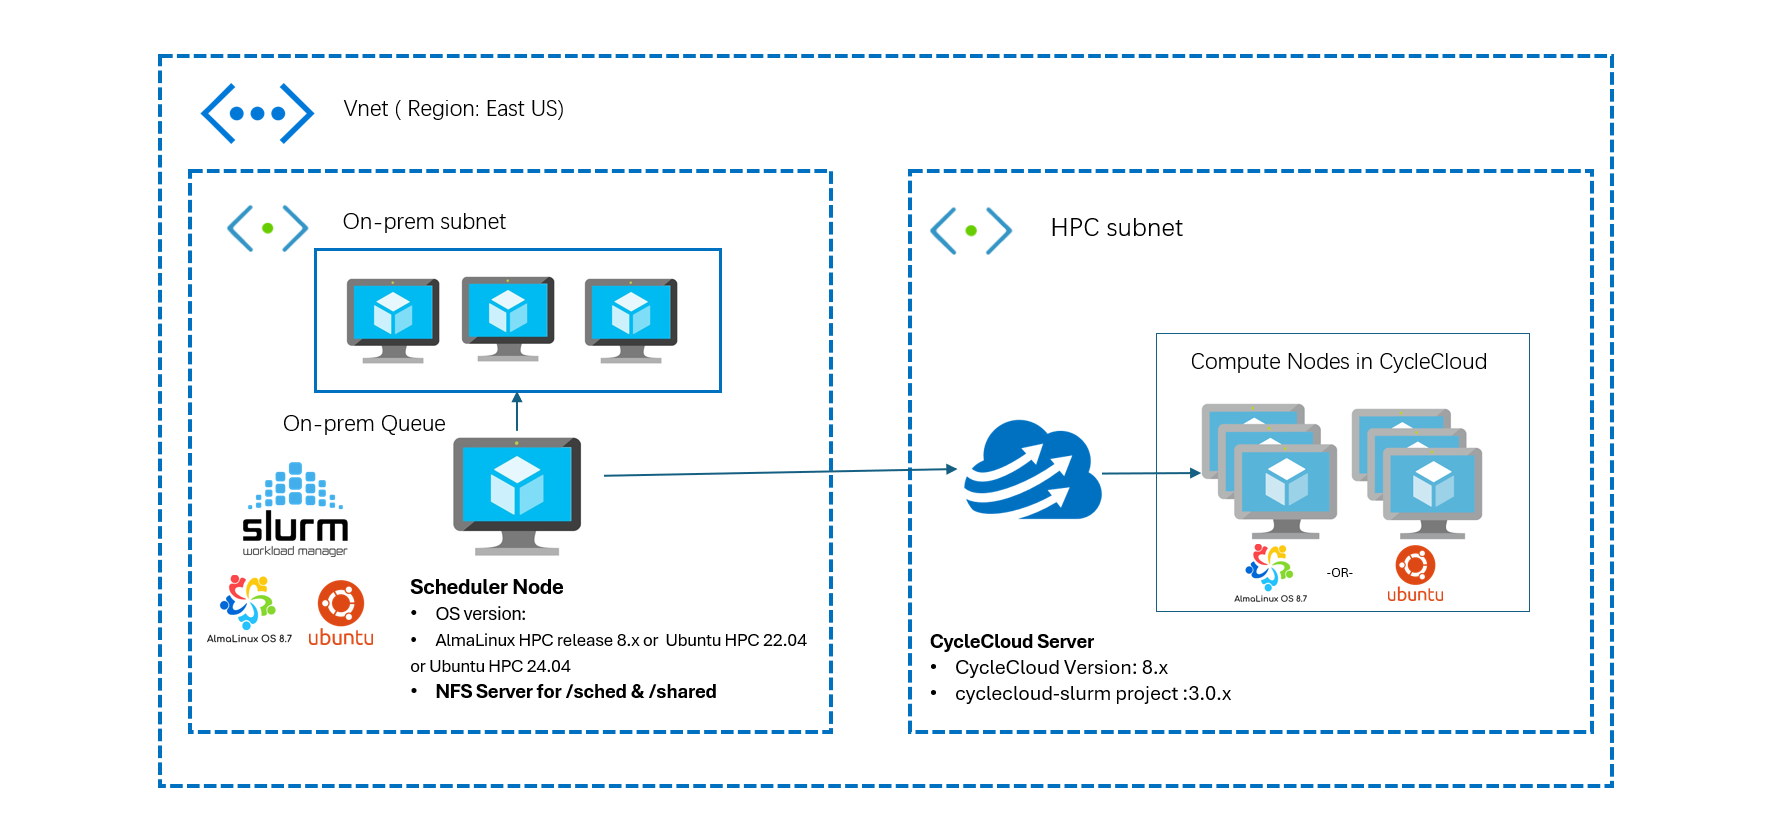 Vnet ( Region: East US)
On-prem subnet
On-prem Queue
slurm
workload manager
AlmaLinux OS 8.7
ubuntu
Scheduler Node
• OS version:
• AlmaLinux HPC release 8.x or Ubuntu HPC 22.04
or Ubuntu HPC 24.04
• NFS Server for /sched & /shared
HPC subnet
Compute Nodes in CycleCloud
AlmaLinux OS 8.7
-OR-
ubuntu
CycleCloud Server
• CycleCloud Version: 8.x
• cyclecloud-slurm project :3.0.x